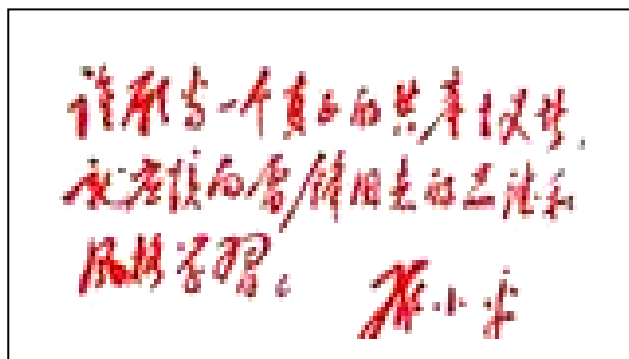 谁愿当一个真正的共产主义者,
就应该向雷锋同志的品德和
风格学習。 邓小平